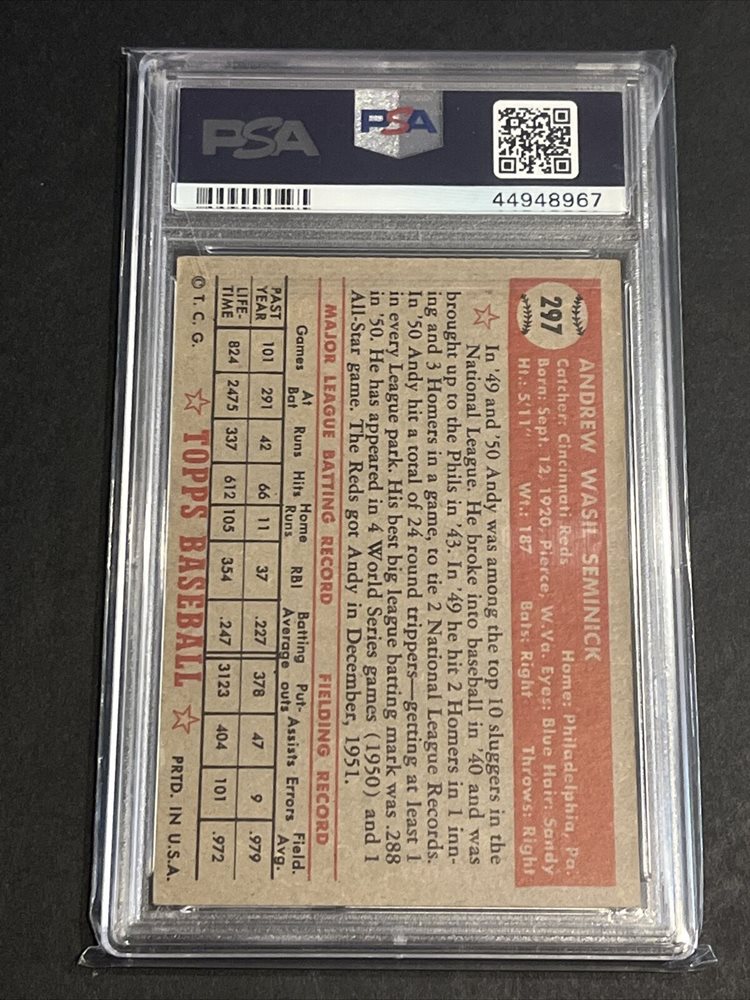 PSA
PSA
44948967
297
ANDREW WASIL SEMINICK
Catcher: Cincinnati Reds Home: Philadelphia, Pa.
Born: Sept. 12, 1920, Pierce, W.Va. Eyes: Blue Hair: Sandy
Ht.: 5'11" Wt.: 187 Bats: Right Throws: Right
In '49 and '50 Andy was among the top 10 sluggers in the
National League. He broke into baseball in '40 and was
brought up to the Phils in '43. In '49 he hit 2 Homers in 1 inn-
ing and 3 Homers in a game, to tie 2 National League Records.
In '50 Andy hit a total of 24 round trippers—getting at least 1
in every League park. His best big league batting mark was .288
in '50. He has appeared in 4 World Series games (1950) and 1
All-Star game. The Reds got Andy in December, 1951.
MAJOR LEAGUE BATTING RECORD FIELDING RECORD
Games At Bat Runs Hits Home Runs RBI Batting Average Put-outs Assists Errors Field. Avg.
PAST YEAR 101 291 42 66 11 37 .227 378 47 9 .979
LIFE-TIME 824 2475 337 612 105 354 .247 3123 404 101 .972
© T. C. G. TOPPS BASEBALL PRTD. IN U.S.A.